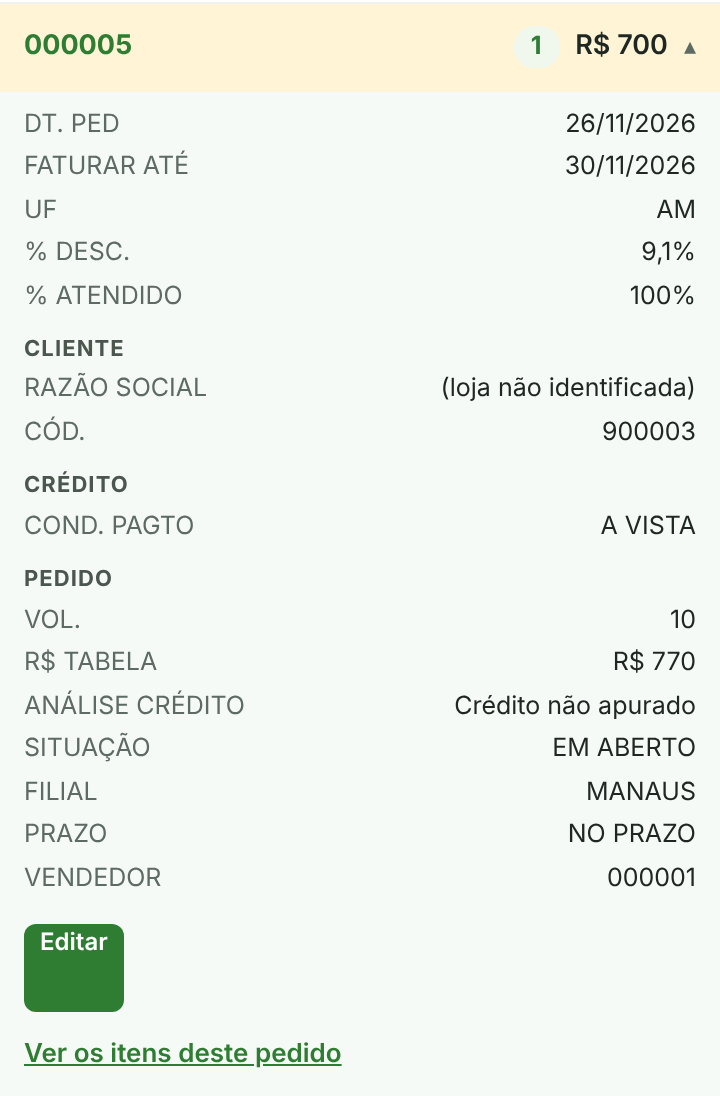 000005 1 R$ 700 ▲
DT. PED 26/11/2026
FATURAR ATÉ 30/11/2026
UF AM
% DESC. 9,1%
% ATENDIDO 100%
CLIENTE
RAZÃO SOCIAL (loja não identificada)
CÓD. 900003
CRÉDITO
COND. PAGTO A VISTA
PEDIDO
VOL. 10
R$ TABELA R$ 770
ANÁLISE CRÉDITO Crédito não apurado
SITUAÇÃO EM ABERTO
FILIAL MANAUS
PRAZO NO PRAZO
VENDEDOR 000001
Editar
Ver os itens deste pedido